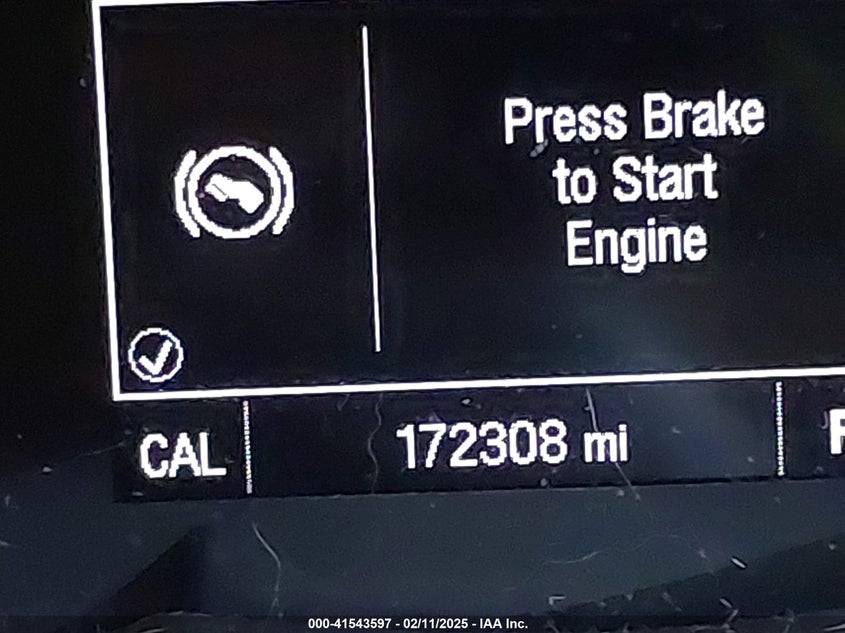 Press Brake
to Start
Engine
CAL
172308 mi
000-41543597 - 02/11/2025 - IAA Inc.